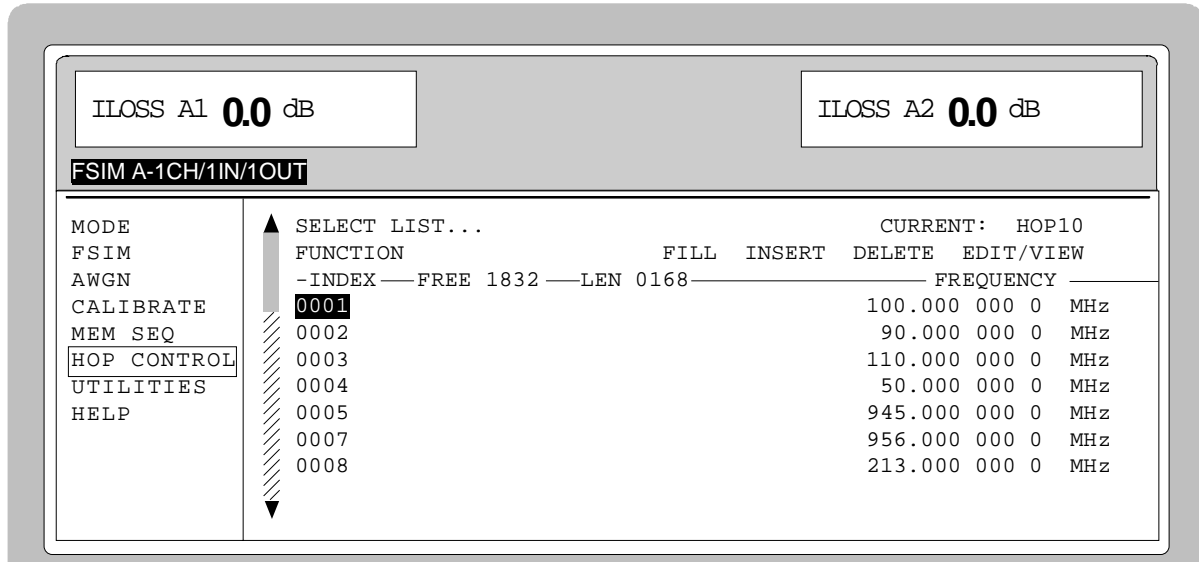 ILOSS A1 0.0 dB
ILOSS A2 0.0 dB
FSIM A-1CH/1IN/1OUT
MODE
FSIM
AWGN
CALIBRATE
MEM SEQ
HOP CONTROL
UTILITIES
HELP
SELECT LIST... CURRENT: HOP10
FUNCTION FILL INSERT DELETE EDIT/VIEW
-INDEX FREE 1832 LEN 0168 FREQUENCY
0001 100.000 000 0 MHz
0002 90.000 000 0 MHz
0003 110.000 000 0 MHz
0004 50.000 000 0 MHz
0005 945.000 000 0 MHz
0007 956.000 000 0 MHz
0008 213.000 000 0 MHz